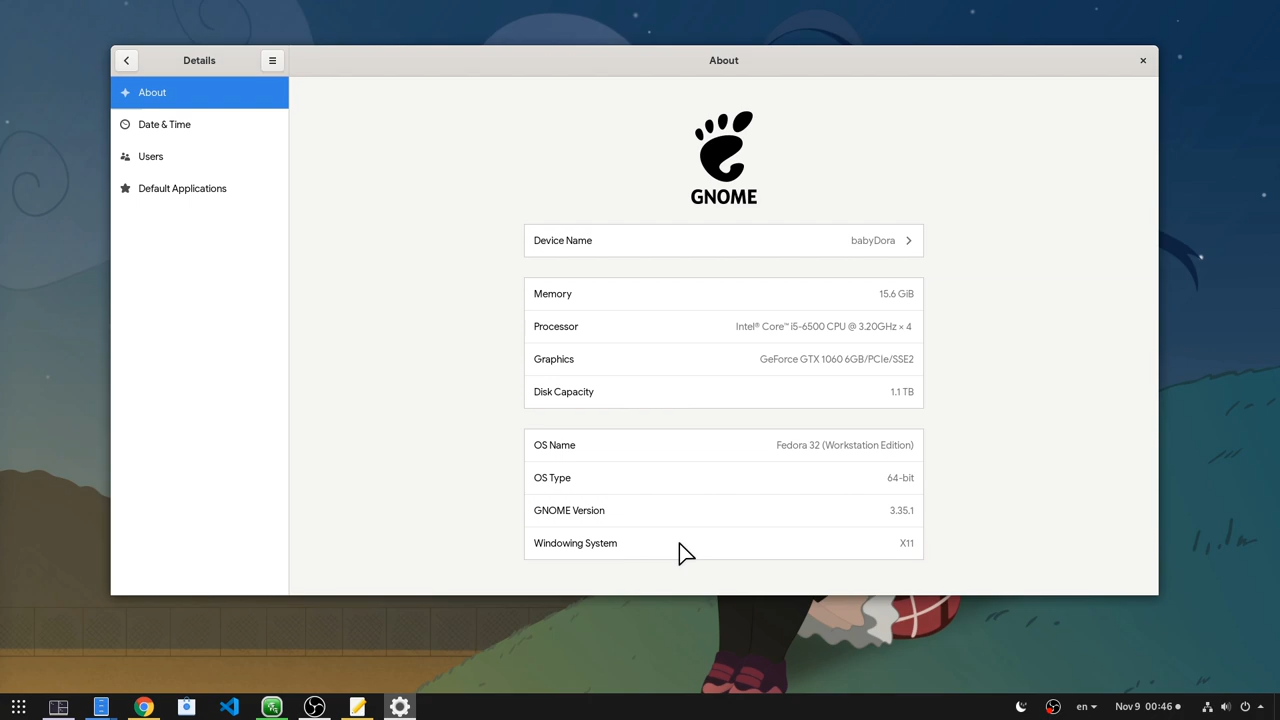 Details
About
About
Date & Time
Users
Default Applications
GNOME
Device Name babyDora
Memory 15.6 GiB
Processor Intel® Core™ i5-6500 CPU @ 3.20GHz × 4
Graphics GeForce GTX 1060 6GB/PCIe/SSE2
Disk Capacity 1.1 TB
OS Name Fedora 32 (Workstation Edition)
OS Type 64-bit
GNOME Version 3.35.1
Windowing System X11
en Nov 9 00:46